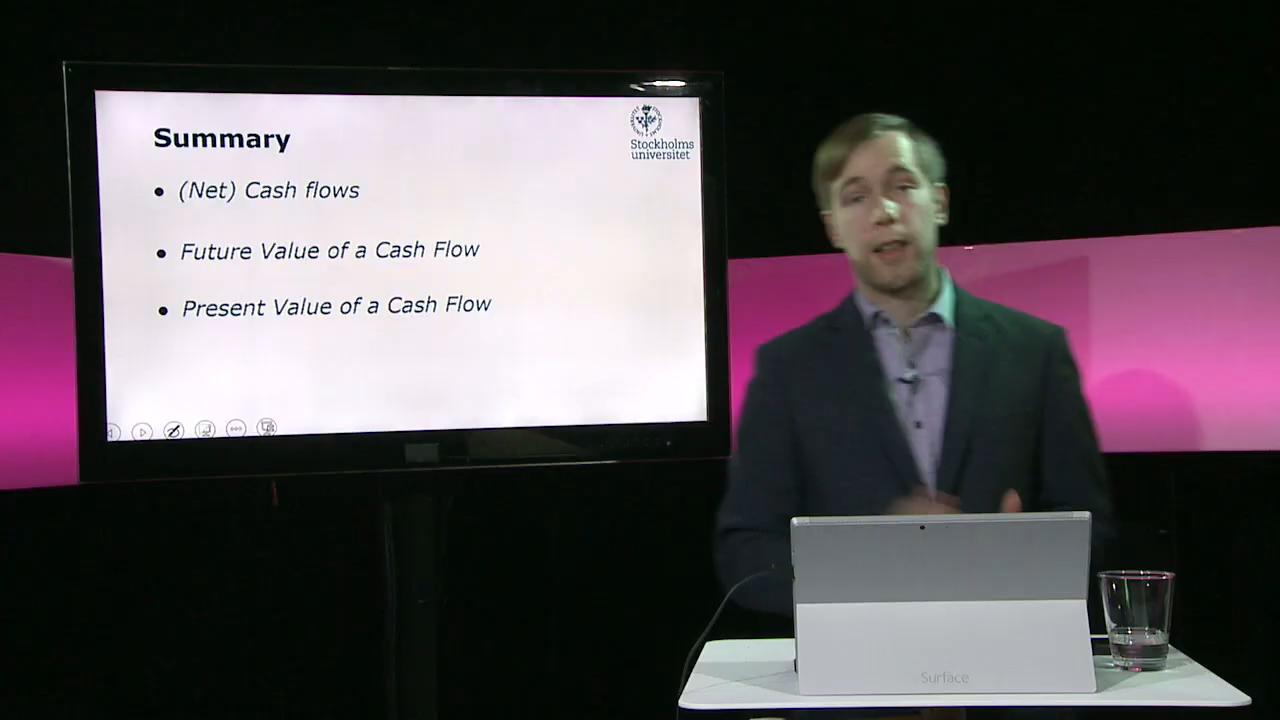 Summary
Stockholms
universitet
• (Net) Cash flows
• Future Value of a Cash Flow
• Present Value of a Cash Flow
Surface